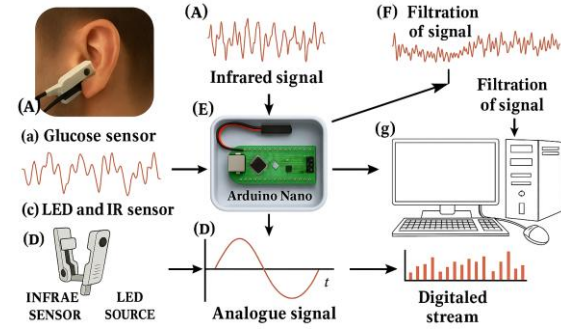 (A)
(a) Glucose sensor
(c) LED and IR sensor
(D)
INFRAE
SENSOR
LED
SOURCE
(A)
Infrared signal
(E)
Arduino Nano
(D)
t
Analogue signal
(F)
Filtration
of signal
Filtration
of signal
(g)
Digitaled
stream